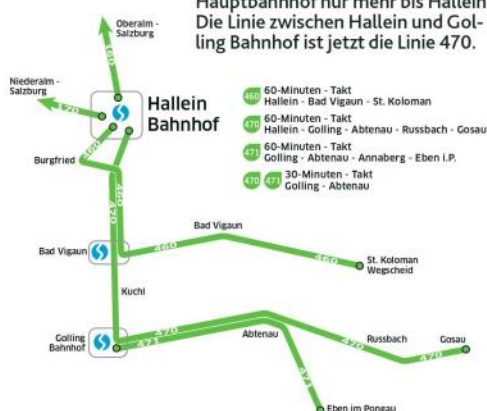 Hauptbahnhof nur mehr bis Hallein
Die Linie zwischen Hallein und Gol-
ling Bahnhof ist jetzt die Linie 470.
Oberalm -
Salzburg
160
Niederalm -
Salzburg
170
Hallein
Bahnhof
460
60-Minuten - Takt
Hallein - Bad Vigaun - St. Koloman
470
60-Minuten - Takt
Hallein - Golling - Abtenau - Russbach - Gosau
471
60-Minuten - Takt
Golling - Abtenau - Annaberg - Eben i.P.
470 471
30-Minuten - Takt
Golling - Abtenau
Burgfried
460
460
470
Bad Vigaun
Bad Vigaun
460
460
St. Koloman
Wegscheid
Kuchl
Golling
Bahnhof
470
471
Abtenau
470
Russbach
470
Gosau
471
Eben im Pongau